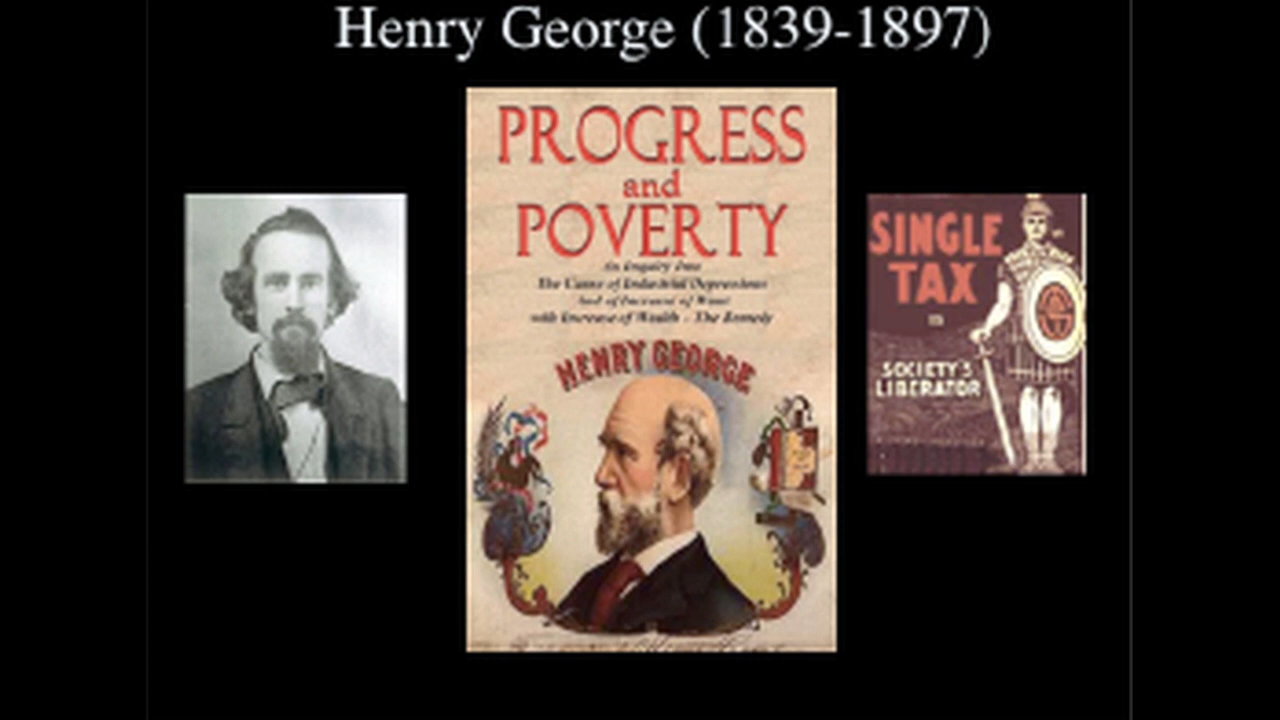 Henry George (1839-1897)
PROGRESS
and
POVERTY
An Inquiry Into
The Cause of Industrial Depressions
And of Increase of Want
with Increase of Wealth - The Remedy
HENRY GEORGE
SINGLE
TAX
SOCIETY'S
LIBERATOR